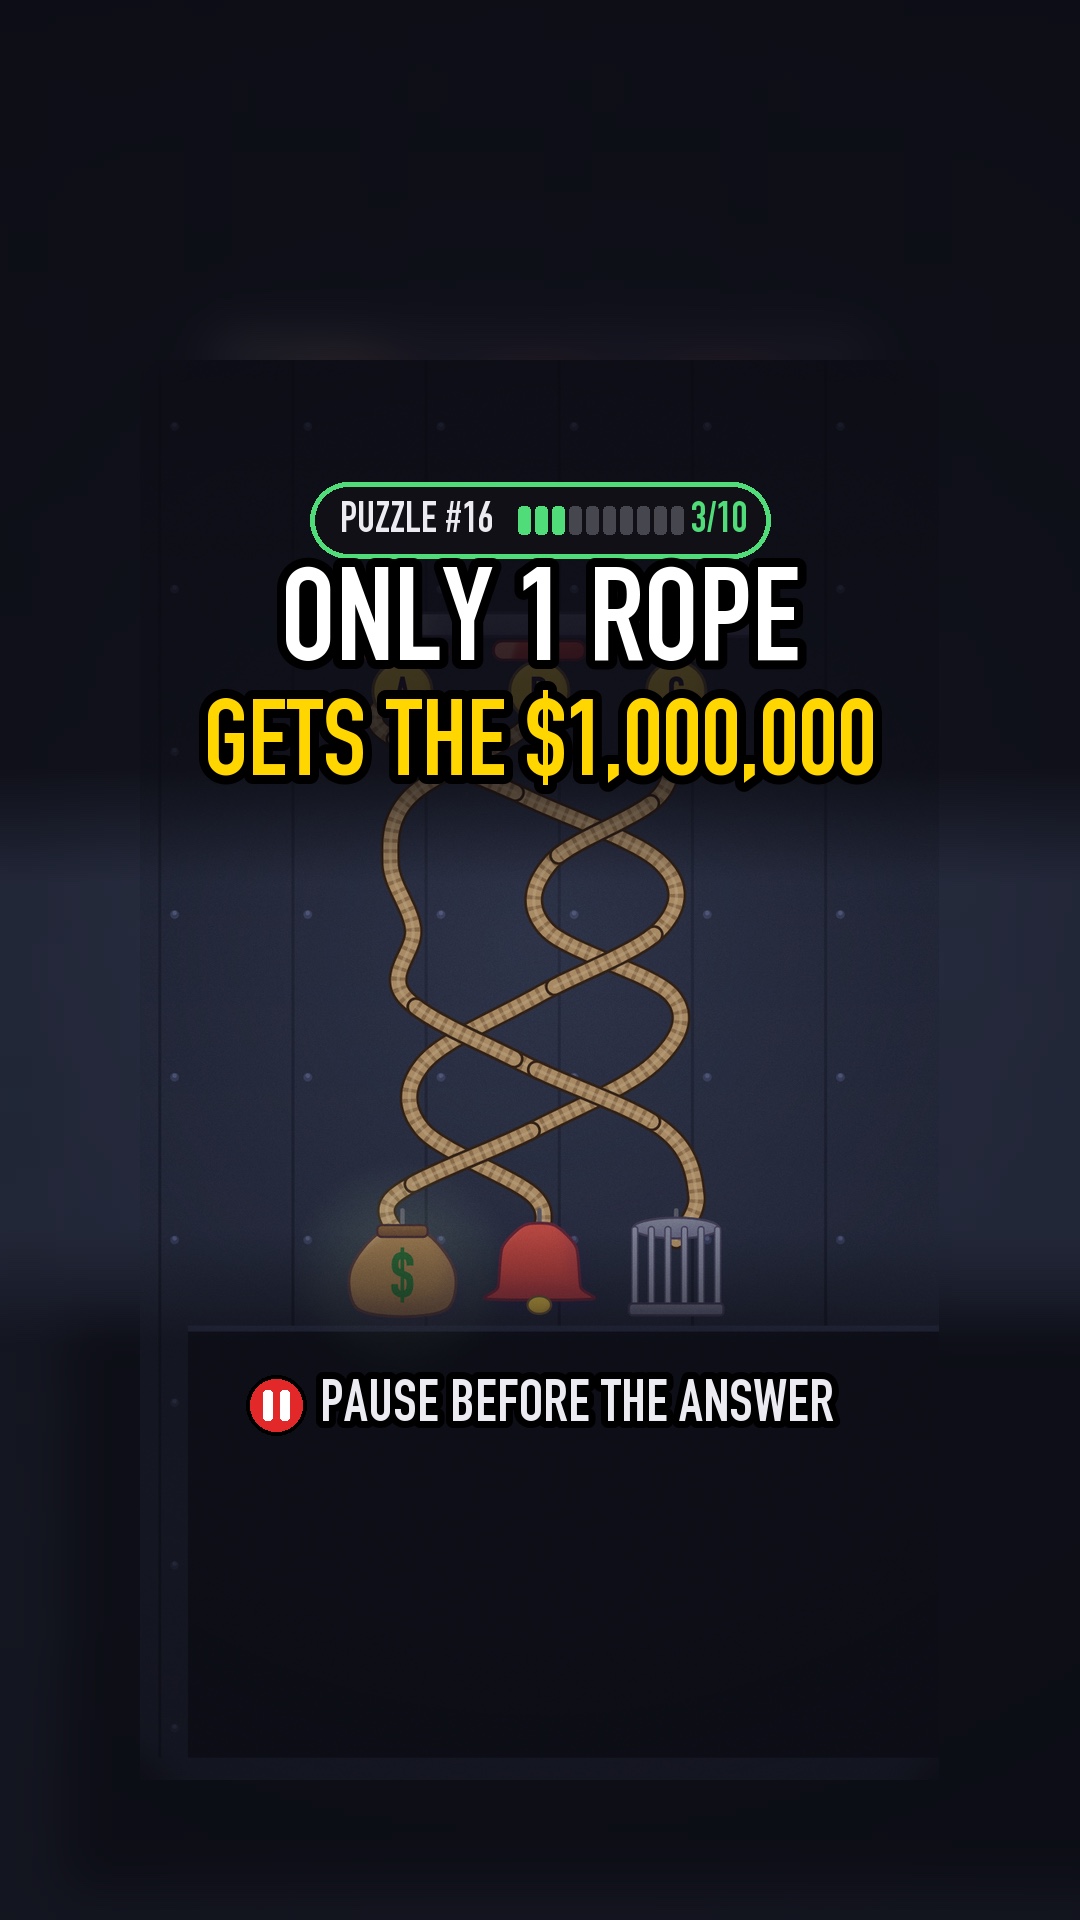 PUZZLE #16 3/10
ONLY 1 ROPE
A B C
GETS THE $1,000,000
$
PAUSE BEFORE THE ANSWER